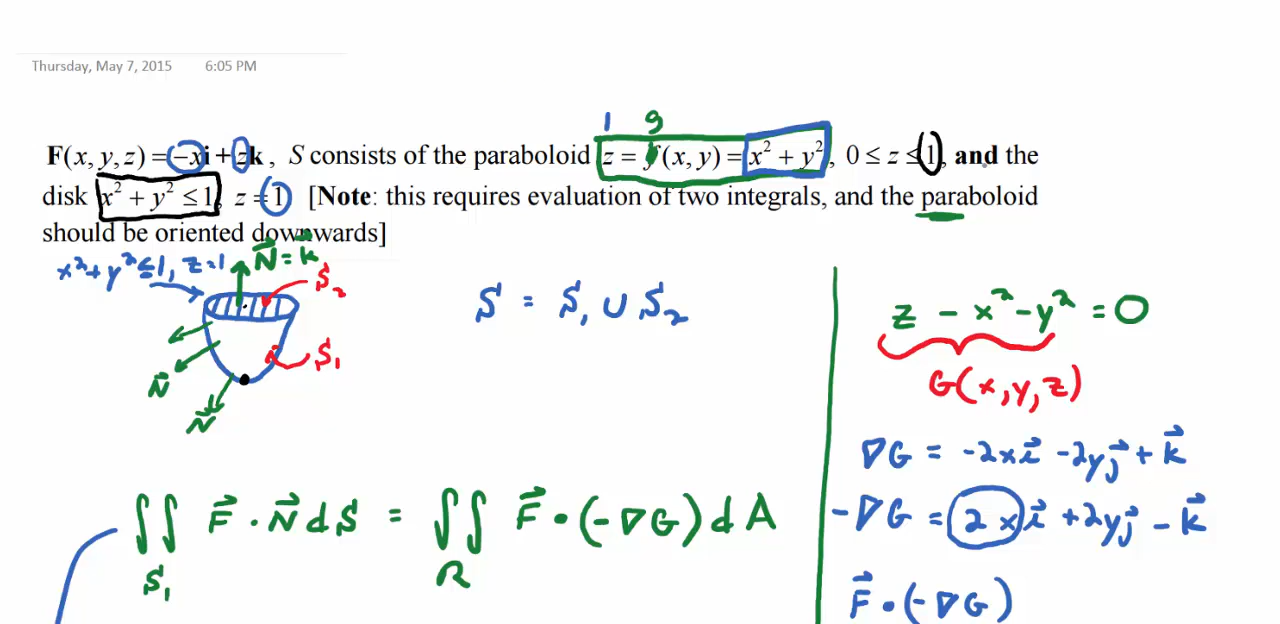 Thursday, May 7, 2015 6:05 PM
1 g
F(x, y, z) = −xi + zk, S consists of the paraboloid z = f(x, y) = x² + y², 0 ≤ z ≤ 1, and the
disk x² + y² ≤ 1, z = 1 [Note: this requires evaluation of two integrals, and the paraboloid
should be oriented downwards]
x²+y²≤1, z=1
N⃗ = k⃗
S₂
S₁
N⃗
N⃗
S = S₁ ∪ S₂
z − x² − y² = 0
G(x, y, z)
∇G = -2xi⃗ -2yj⃗ + k⃗
-∇G = 2xi⃗ +2yj⃗ - k⃗
∬ F⃗ · N⃗ dS = ∬ F⃗ · (-∇G) dA
S₁ R
F⃗ · (-∇G)